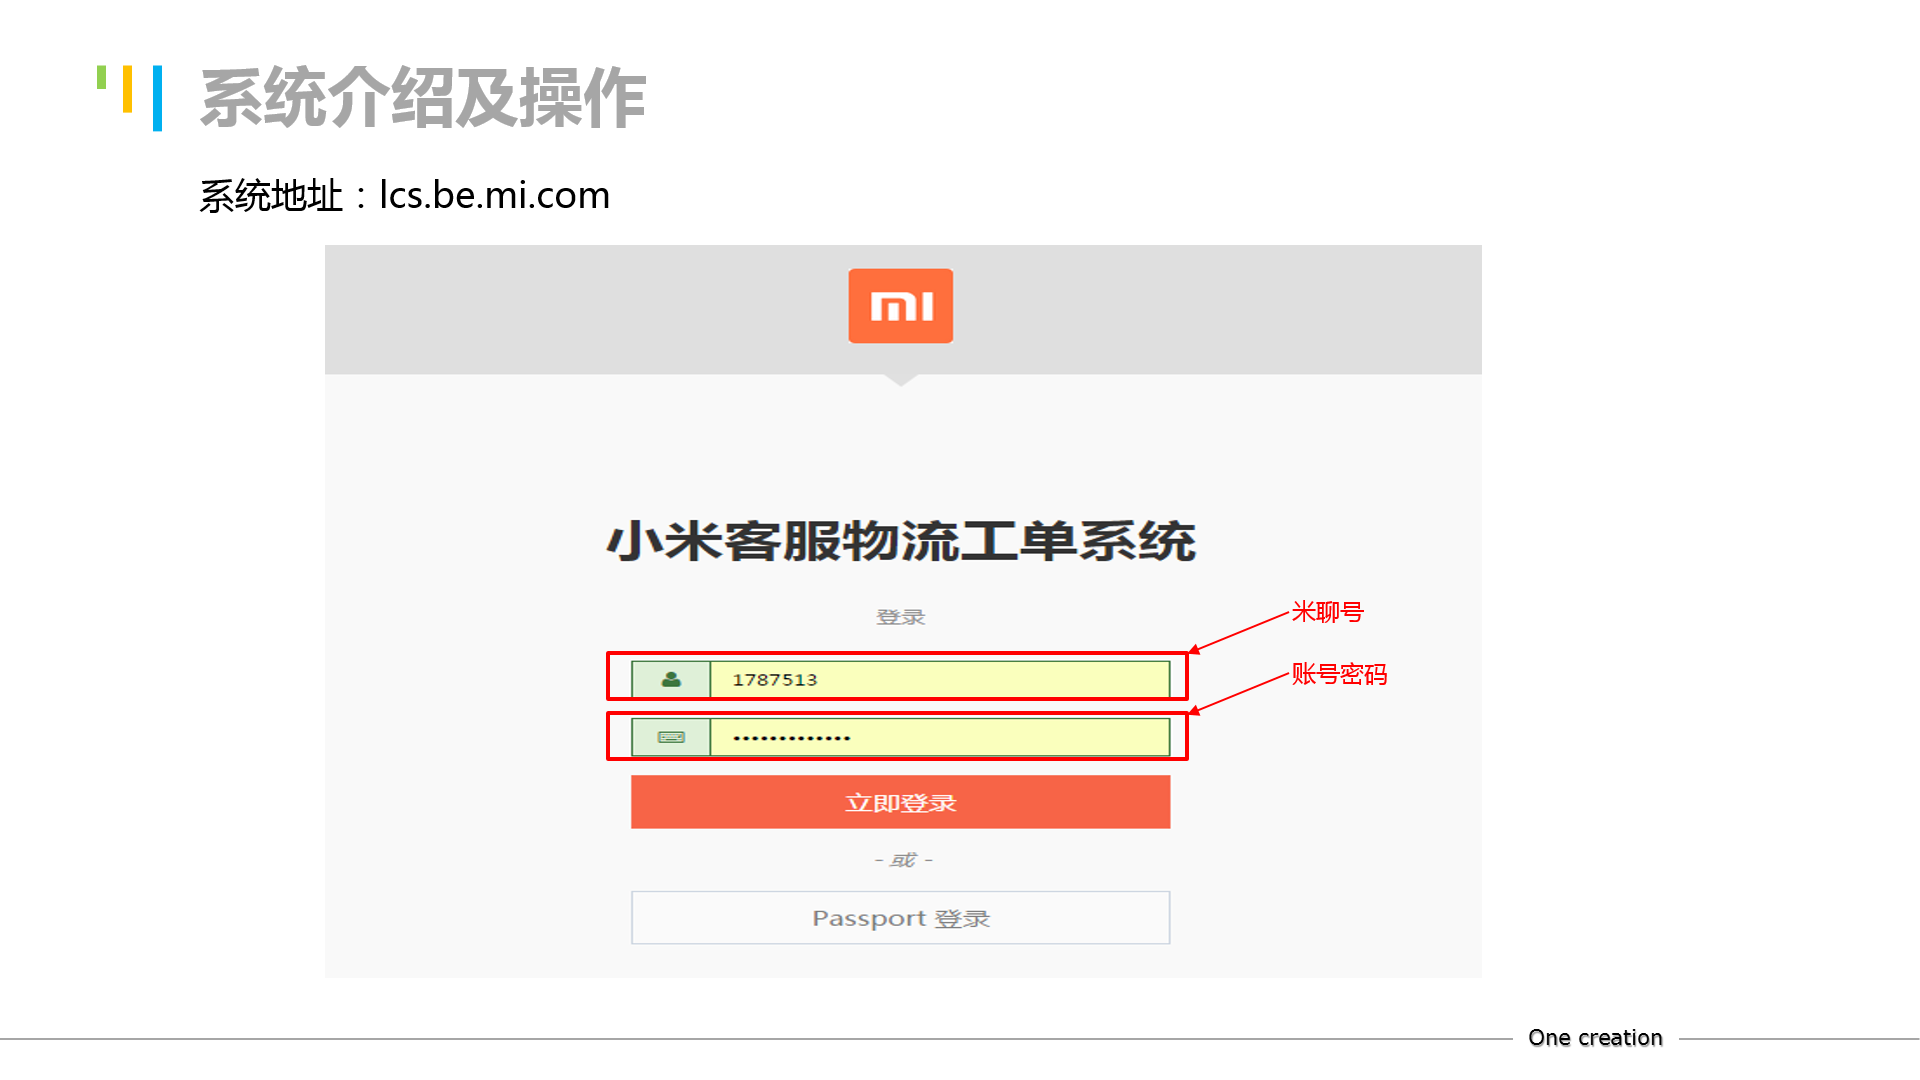 系统介绍及操作
系统地址：lcs.be.mi.com
mi
小米客服物流工单系统
登录
米聊号
1787513
账号密码
•••••••••••••
立即登录
- 或 -
Passport 登录
One creation